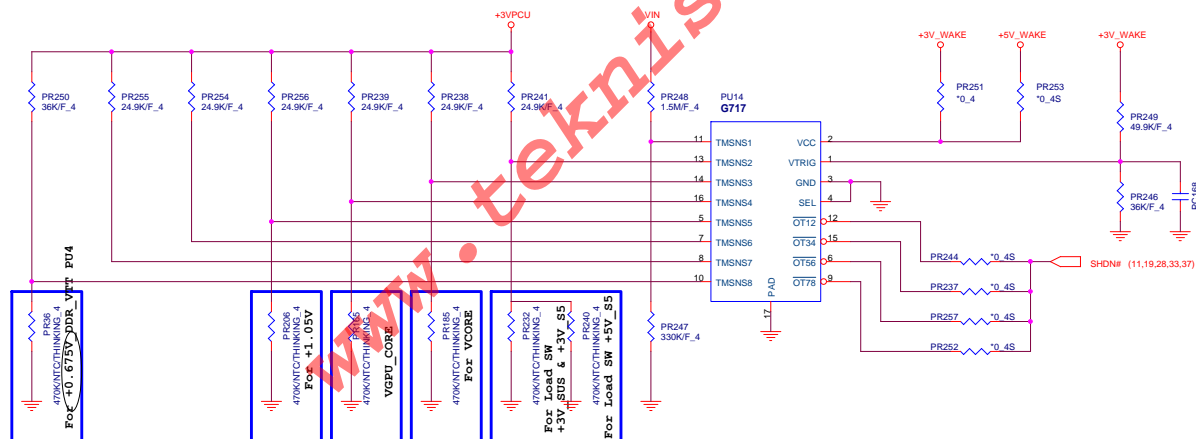 +3VPCU
VIN
+3V_WAKE
+5V_WAKE
+3V_WAKE
PR250
36K/F_4
PR255
24.9K/F_4
PR254
24.9K/F_4
PR256
24.9K/F_4
PR239
24.9K/F_4
PR238
24.9K/F_4
PR241
24.9K/F_4
PR248
1.5M/F_4
PU14
G717
PR251
*0_4
PR253
*0_4S
PR249
49.9K/F_4
11
TMSNS1
13
TMSNS2
14
TMSNS3
16
TMSNS4
5
TMSNS5
7
TMSNS6
8
TMSNS7
10
TMSNS8
VCC
2
VTRIG
1
GND
3
SEL
4
OT12
12
OT34
15
OT56
6
OT78
9
PAD
17
PR246
36K/F_4
PC168
PR244
*0_4S
PR237
*0_4S
PR257
*0_4S
PR252
*0_4S
SHDN# (11,19,28,33,37)
PR36
470K/NTC/THINKING_4
For +0.675V_DDR_VTT PU4
PR206
470K/NTC/THINKING_4
For +1.05V
PR165
470K/NTC/THINKING_4
VGPU_CORE
PR185
470K/NTC/THINKING_4
For VCORE
PR232
470K/NTC/THINKING_4
For Load SW
+3V_SUS & +3V_S5
PR240
470K/NTC/THINKING_4
For Load SW +5V_S5
PR247
330K/F_4
www.teknis